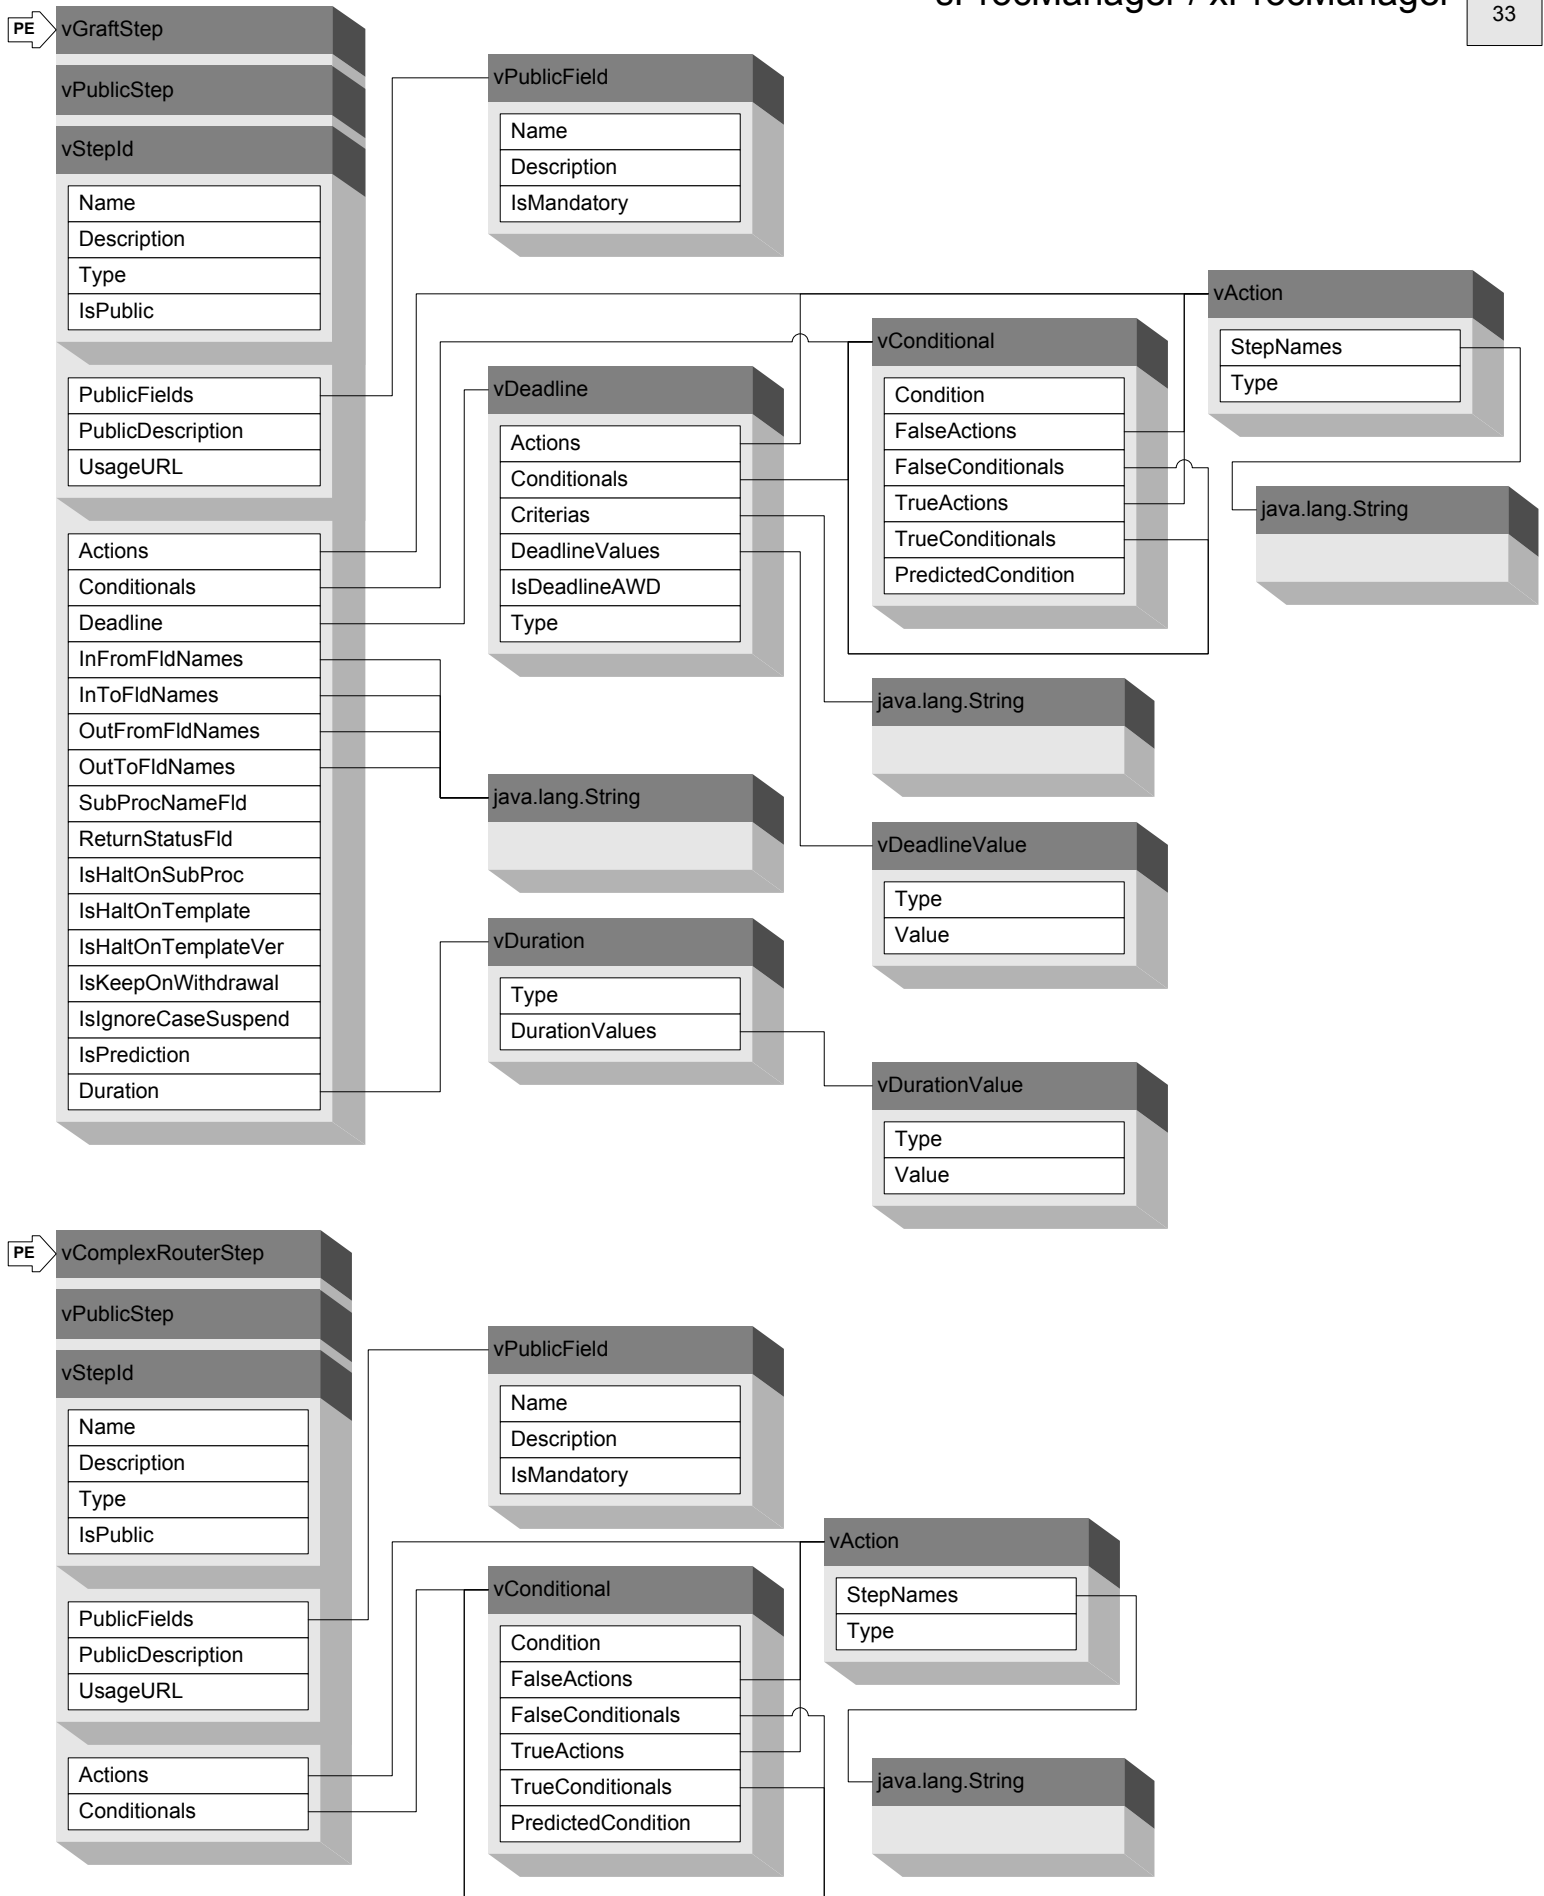 sProcManager / xProcManager
33
PE
vGraftStep
vPublicStep
vStepId
Name
Description
Type
IsPublic
PublicFields
PublicDescription
UsageURL
Actions
Conditionals
Deadline
InFromFldNames
InToFldNames
OutFromFldNames
OutToFldNames
SubProcNameFld
ReturnStatusFld
IsHaltOnSubProc
IsHaltOnTemplate
IsHaltOnTemplateVer
IsKeepOnWithdrawal
IsIgnoreCaseSuspend
IsPrediction
Duration
vPublicField
Name
Description
IsMandatory
vDeadline
Actions
Conditionals
Criterias
DeadlineValues
IsDeadlineAWD
Type
java.lang.String
vDuration
Type
DurationValues
vConditional
Condition
FalseActions
FalseConditionals
TrueActions
TrueConditionals
PredictedCondition
java.lang.String
vDeadlineValue
Type
Value
vDurationValue
Type
Value
vAction
StepNames
Type
java.lang.String
PE
vComplexRouterStep
vPublicStep
vStepId
Name
Description
Type
IsPublic
PublicFields
PublicDescription
UsageURL
Actions
Conditionals
vPublicField
Name
Description
IsMandatory
vConditional
Condition
FalseActions
FalseConditionals
TrueActions
TrueConditionals
PredictedCondition
vAction
StepNames
Type
java.lang.String